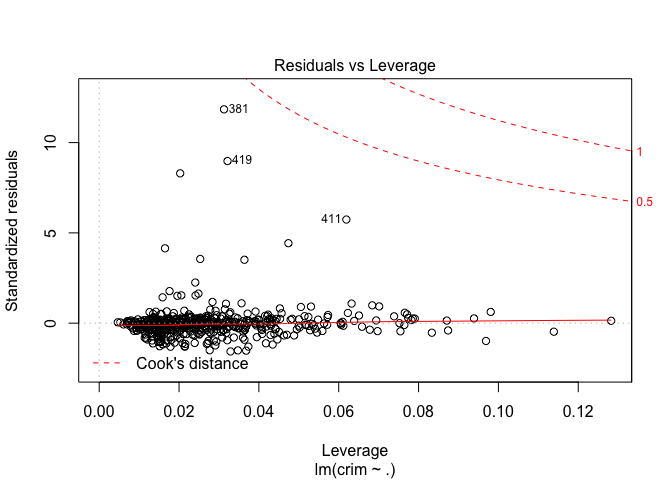 Residuals vs Leverage
Standardized residuals
10
5
0
381
419
411
1
0.5
Cook's distance
0.00 0.02 0.04 0.06 0.08 0.10 0.12
Leverage
lm(crim ~ .)